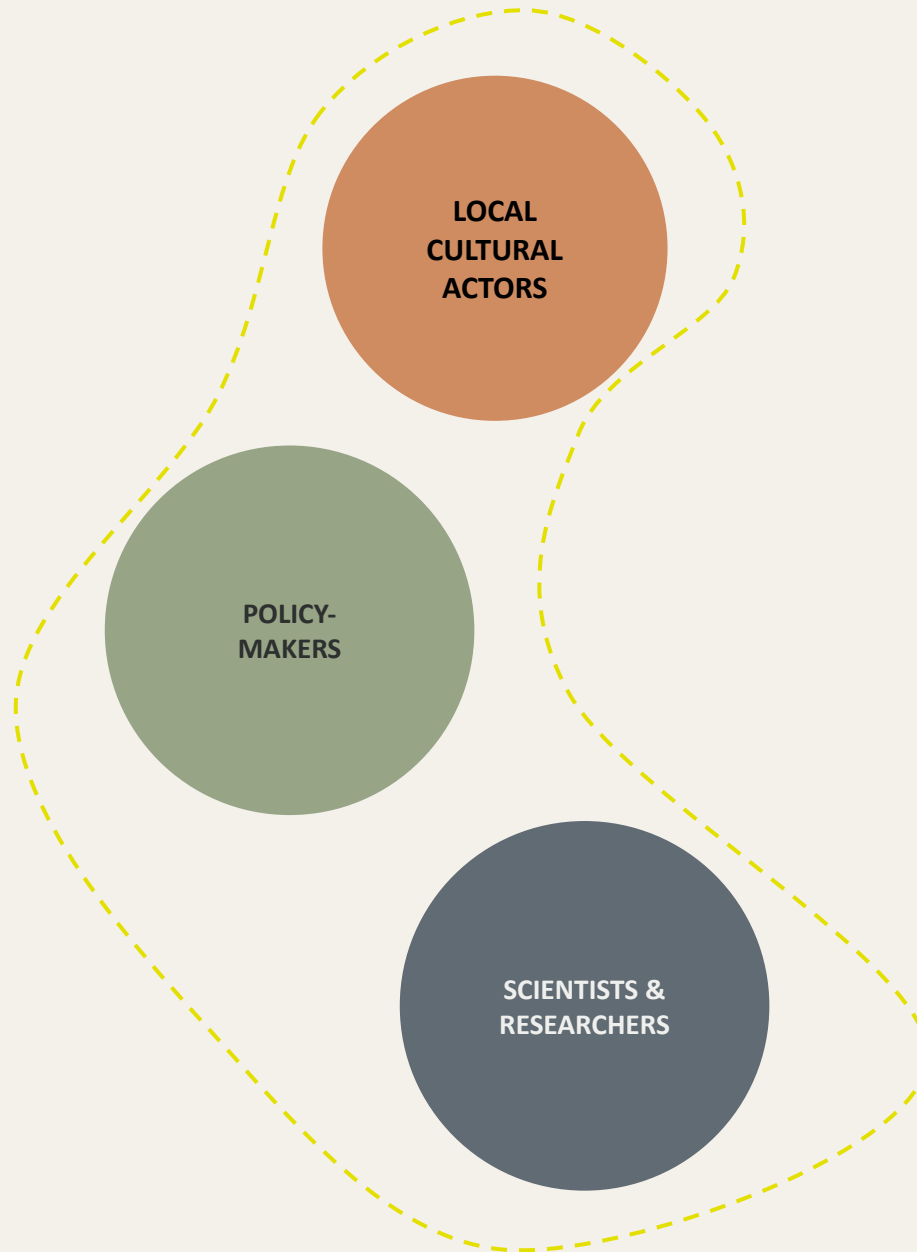 LOCAL
CULTURAL
ACTORS
POLICY-
MAKERS
SCIENTISTS &
RESEARCHERS